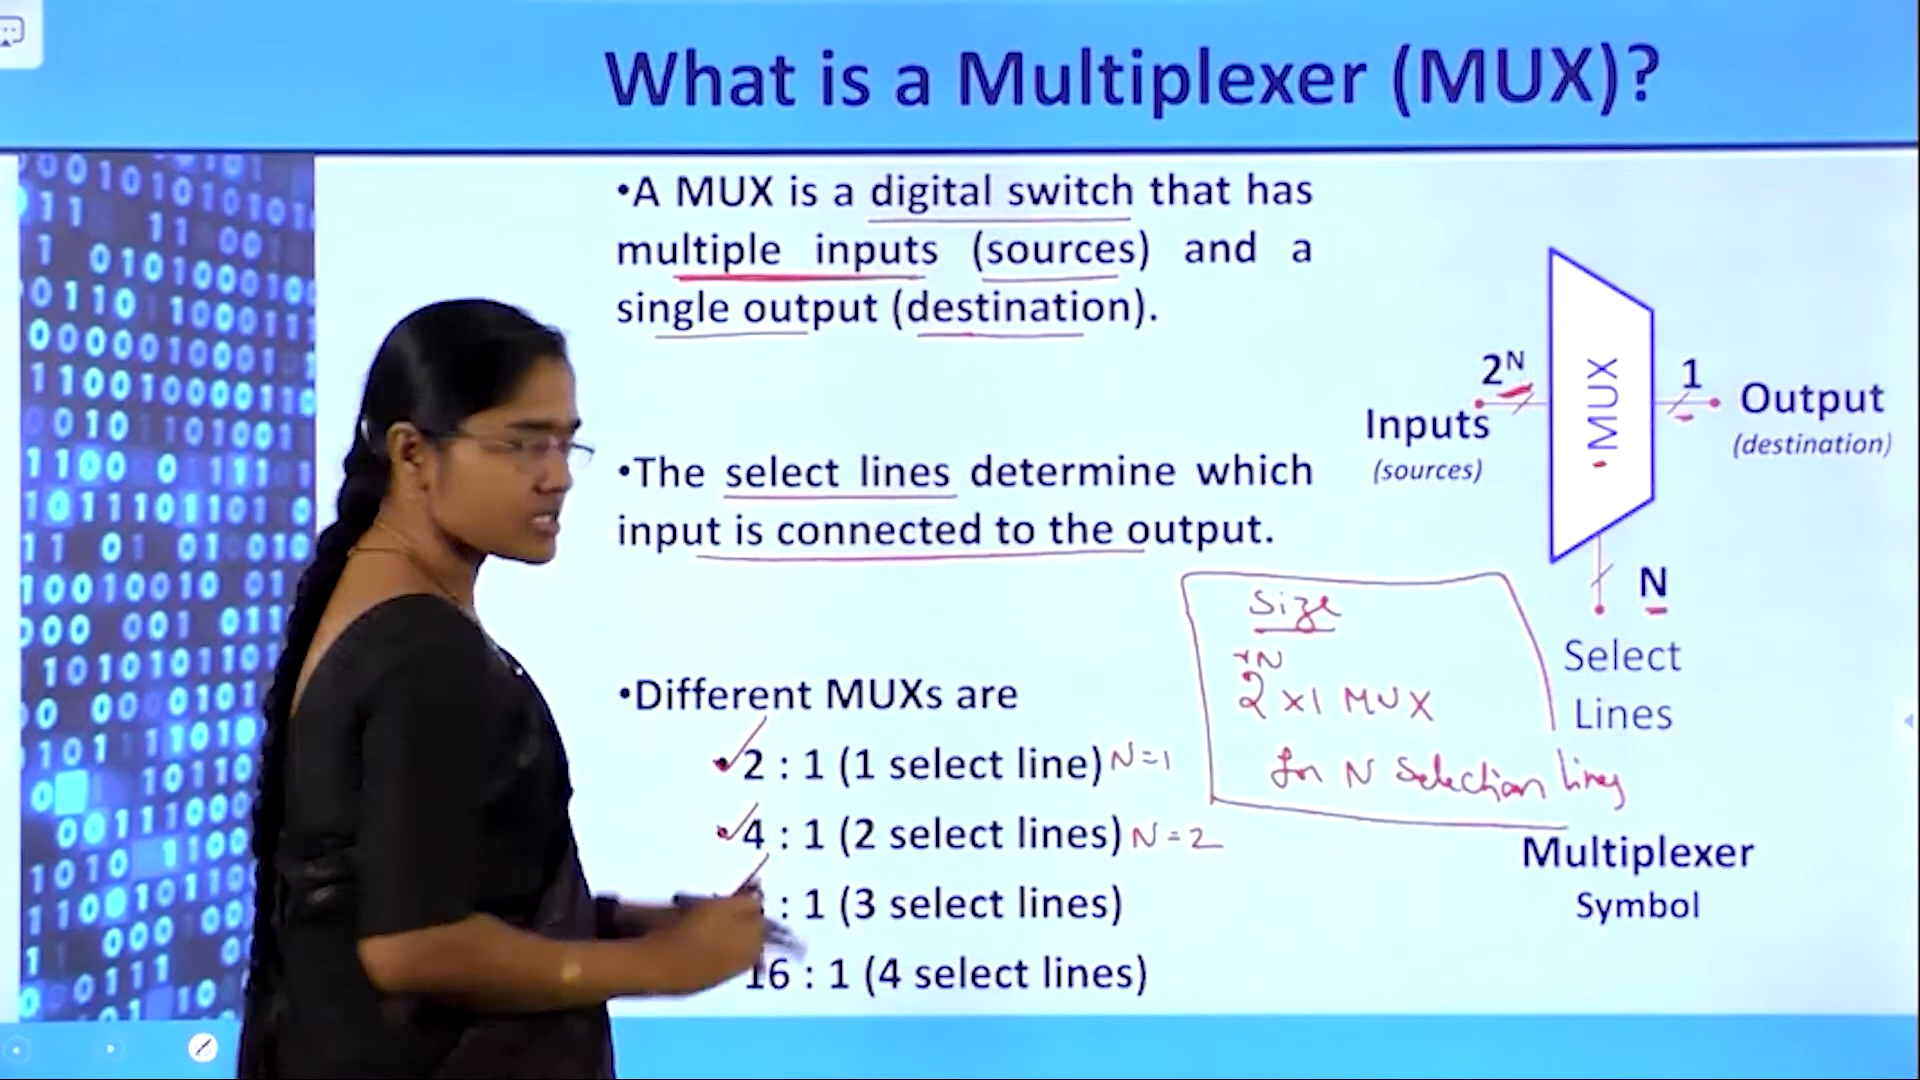 What is a Multiplexer (MUX)?
•A MUX is a digital switch that has
multiple inputs (sources) and a
single output (destination).
•The select lines determine which
input is connected to the output.
•Different MUXs are
•2 : 1 (1 select line) N=1
•4 : 1 (2 select lines) N=2
: 1 (3 select lines)
16 : 1 (4 select lines)
2ᴺ
Inputs
(sources)
MUX
1
Output
(destination)
N
Select
Lines
Size
N
2 x1 MUX
for N Selection lines
Multiplexer
Symbol